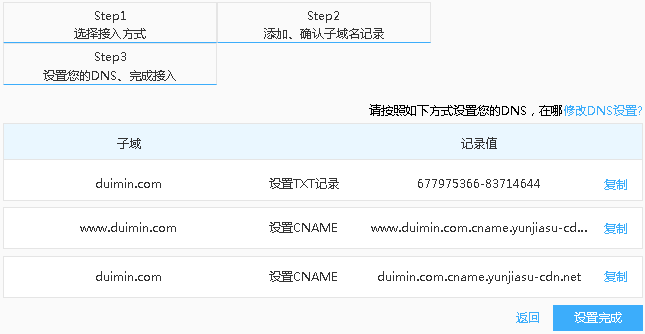 Step1
选择接入方式
Step2
添加、确认子域名记录
Step3
设置您的DNS、完成接入
请按照如下方式设置您的DNS，在哪修改DNS设置?
子域 记录值
duimin.com 设置TXT记录 677975366-83714644 复制
www.duimin.com 设置CNAME www.duimin.com.cname.yunjiasu-cd... 复制
duimin.com 设置CNAME duimin.com.cname.yunjiasu-cdn.net 复制
返回 设置完成